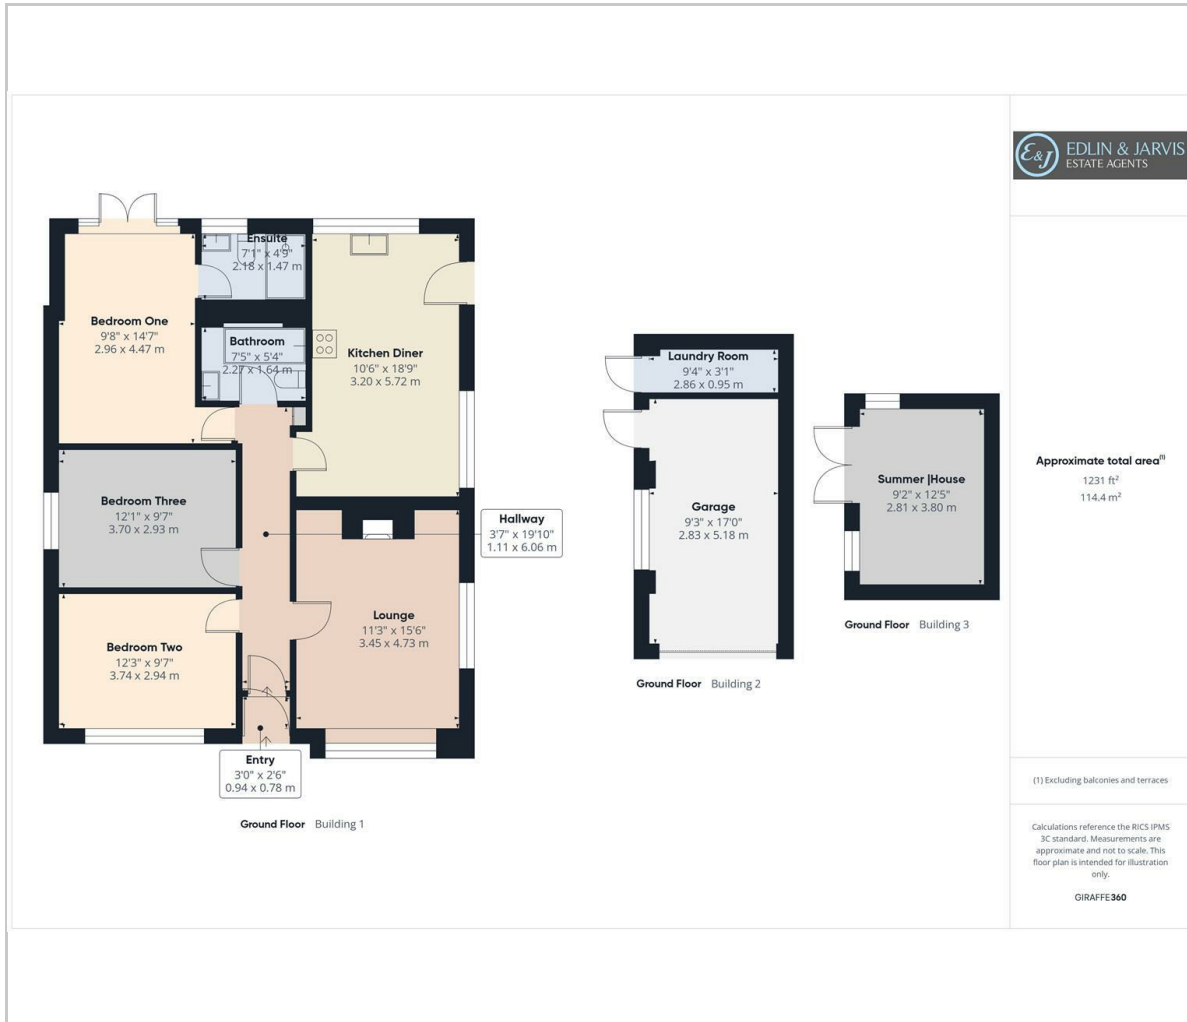 E&J
EDLIN & JARVIS
ESTATE AGENTS
Ensuite
7'1" x 4'9"
2.18 x 1.47 m
Bedroom One
9'8" x 14'7"
2.96 x 4.47 m
Bathroom
7'5" x 5'4"
2.27 x 1.64 m
Kitchen Diner
10'6" x 18'9"
3.20 x 5.72 m
Bedroom Three
12'1" x 9'7"
3.70 x 2.93 m
Hallway
3'7" x 19'10"
1.11 x 6.06 m
Lounge
11'3" x 15'6"
3.45 x 4.73 m
Bedroom Two
12'3" x 9'7"
3.74 x 2.94 m
Entry
3'0" x 2'6"
0.94 x 0.78 m
Ground Floor Building 1
Laundry Room
9'4" x 3'1"
2.86 x 0.95 m
Garage
9'3" x 17'0"
2.83 x 5.18 m
Ground Floor Building 2
Summer |House
9'2" x 12'5"
2.81 x 3.80 m
Ground Floor Building 3
Approximate total area(1)
1231 ft²
114.4 m²
(1) Excluding balconies and terraces
Calculations reference the RICS IPMS
3C standard. Measurements are
approximate and not to scale. This
floor plan is intended for illustration
only.
GIRAFFE360